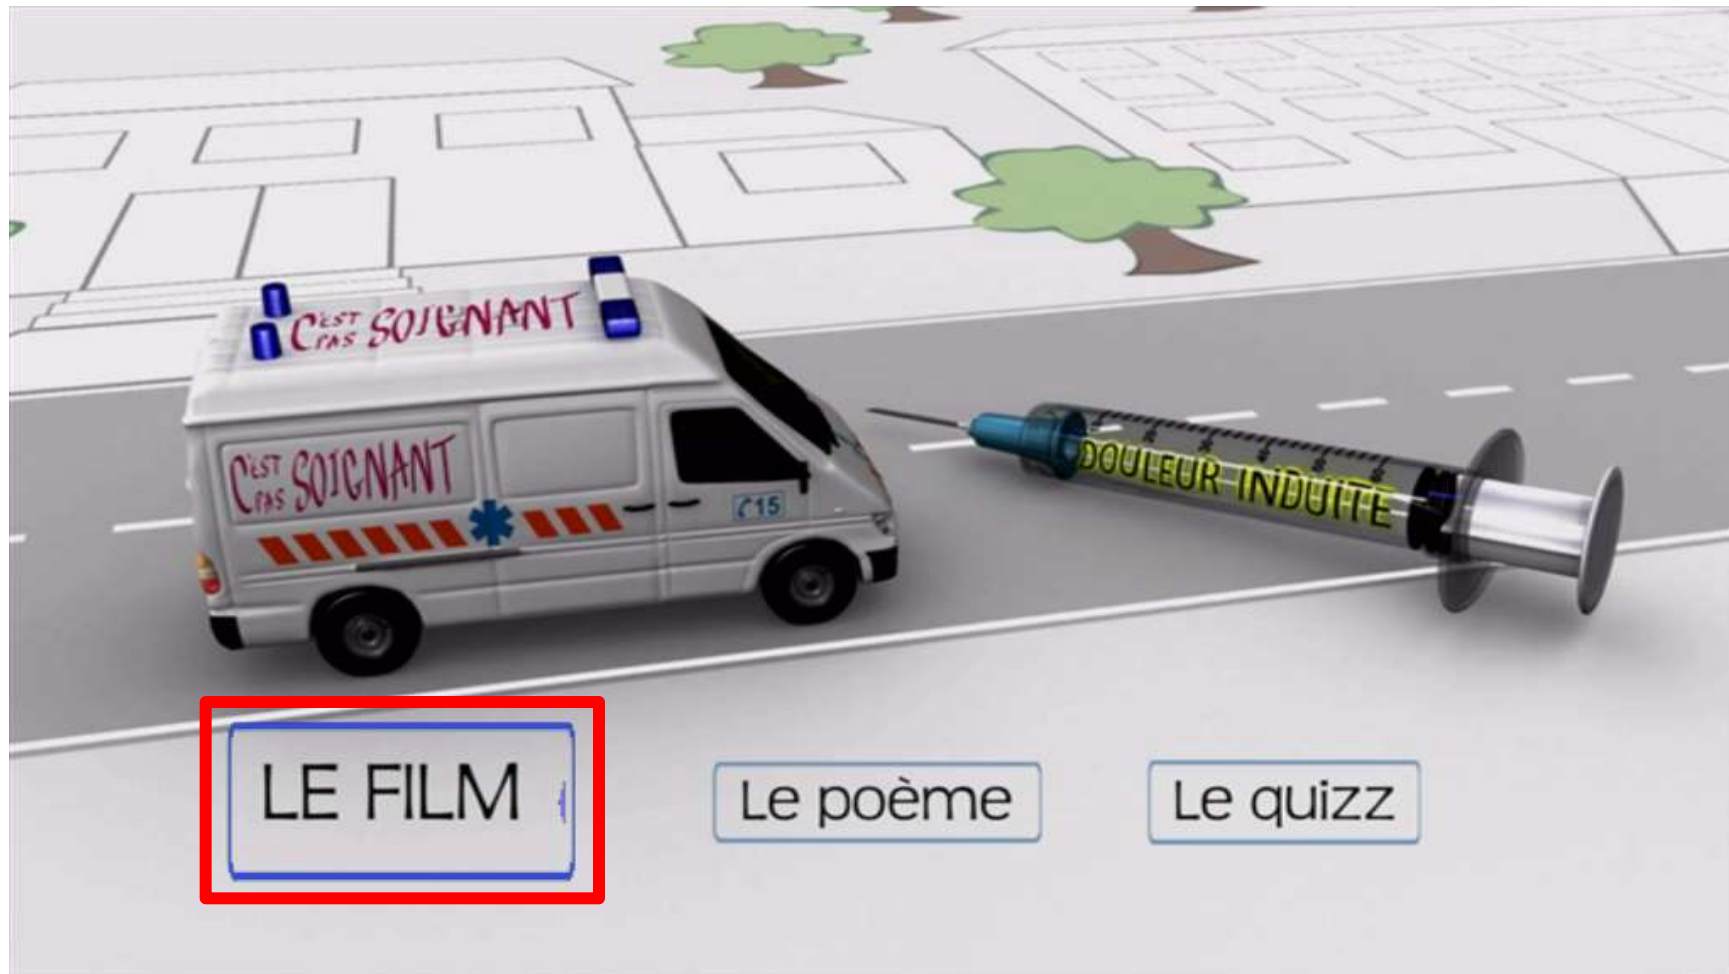 C'EST PAS SOIGNANT
C'EST PAS SOIGNANT
15
DOULEUR INDUITE
LE FILM
Le poème
Le quizz